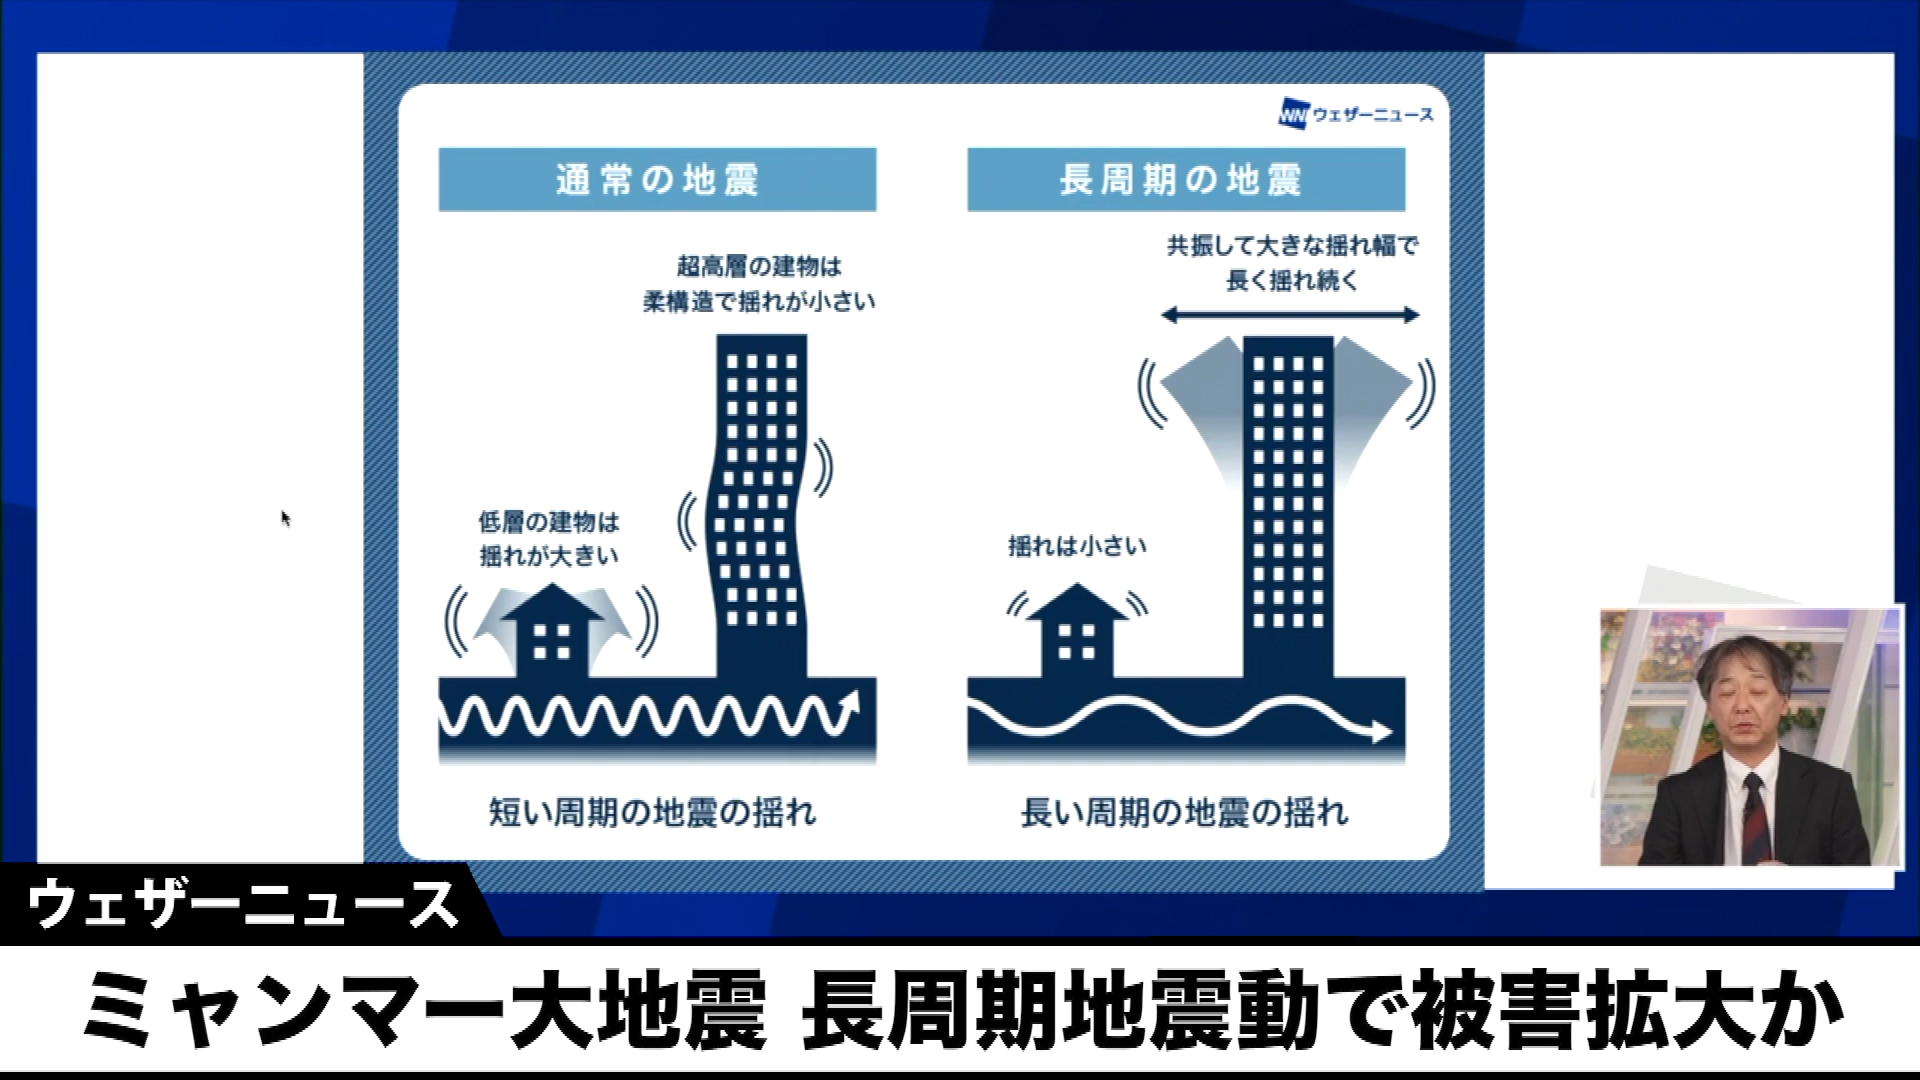 WN ウェザーニュース
通常の地震
長周期の地震
超高層の建物は
柔構造で揺れが小さい
共振して大きな揺れ幅で
長く揺れ続く
低層の建物は
揺れが大きい
揺れは小さい
短い周期の地震の揺れ
長い周期の地震の揺れ
ウェザーニュース
ミャンマー大地震 長周期地震動で被害拡大か